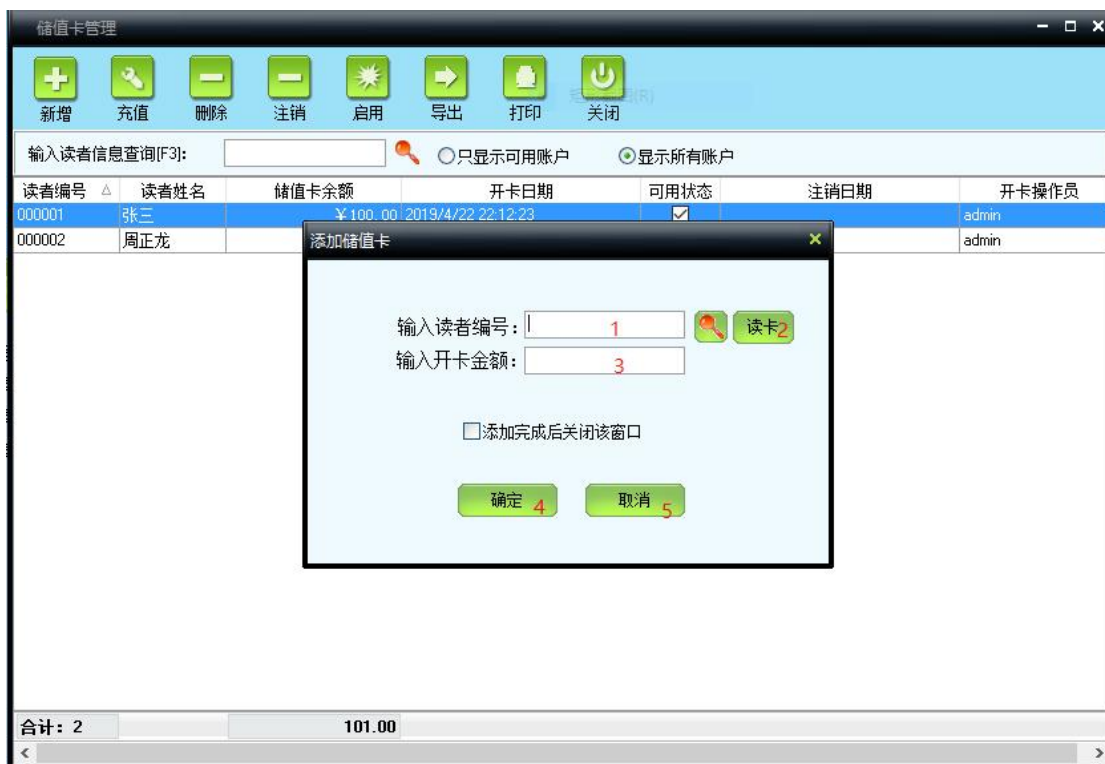 储值卡管理
新增 充值 删除 注销 启用 导出 打印 关闭
输入读者信息查询[F3]: 只显示可用账户 显示所有账户
读者编号 读者姓名 储值卡余额 开卡日期 可用状态 注销日期 开卡操作员
000001 张三 ￥100.00 2019/4/22 22:12:23 admin
000002 周正龙 admin
添加储值卡
输入读者编号: 1 读卡2
输入开卡金额: 3
添加完成后关闭该窗口
确定 4 取消 5
合计: 2 101.00